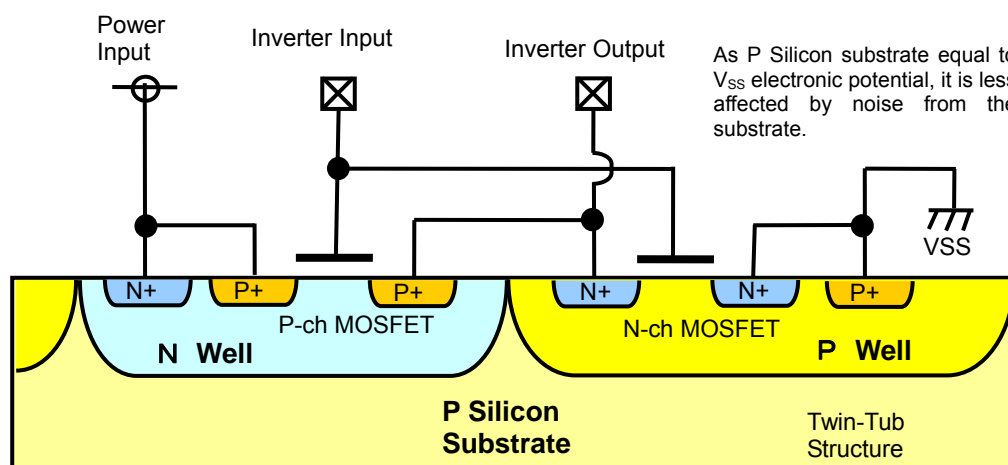 Power
Input
Inverter Input
Inverter Output
As P Silicon substrate equal to
VSS electronic potential, it is less
affected by noise from the
substrate.
VSS
N+
P+
P+
N+
N+
P+
P-ch MOSFET
N-ch MOSFET
N Well
P Well
P Silicon
Substrate
Twin-Tub
Structure